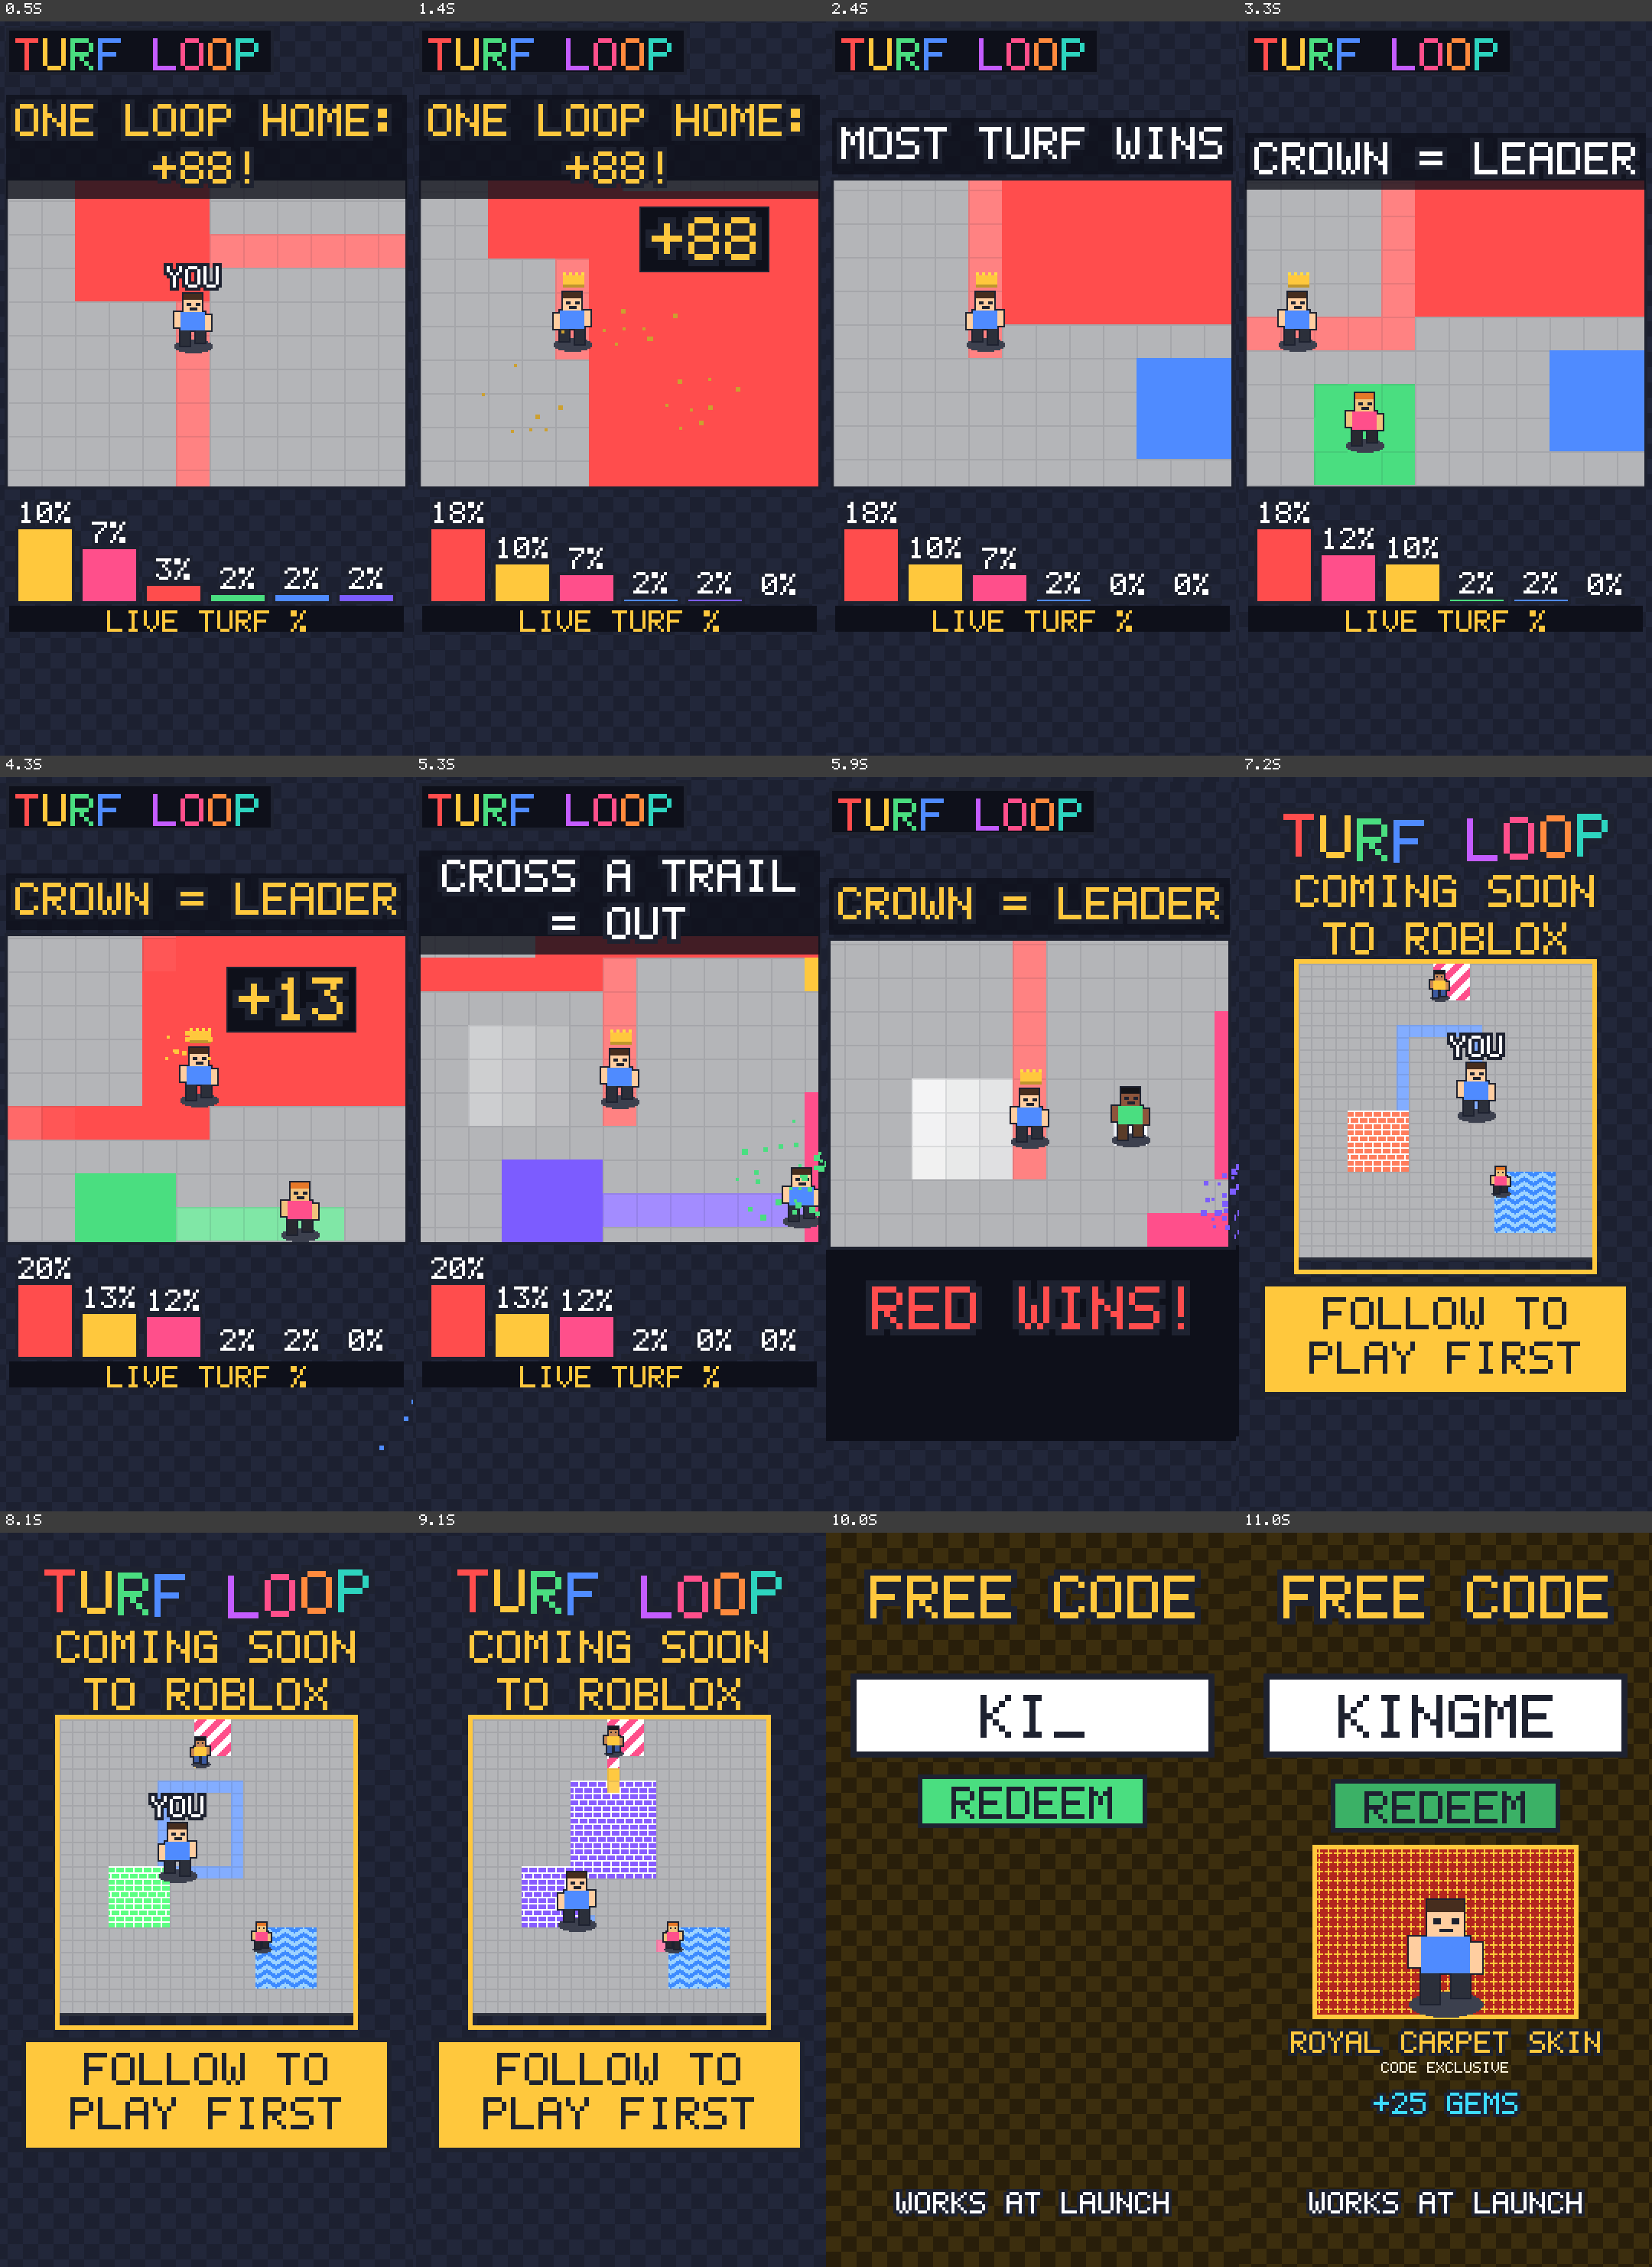 0.5S
TURF LOOP
ONE LOOP HOME:
+88!
YOU
10% 7% 3% 2% 2% 2%
LIVE TURF %
1.4S
TURF LOOP
ONE LOOP HOME:
+88!
+88
18% 10% 7% 2% 2% 0%
LIVE TURF %
2.4S
TURF LOOP
MOST TURF WINS
18% 10% 7% 2% 0% 0%
LIVE TURF %
3.3S
TURF LOOP
CROWN = LEADER
18% 12% 10% 2% 2% 0%
LIVE TURF %
4.3S
TURF LOOP
CROWN = LEADER
+13
20% 13% 12% 2% 2% 0%
LIVE TURF %
5.3S
TURF LOOP
CROSS A TRAIL
= OUT
20% 13% 12% 2% 0% 0%
LIVE TURF %
5.9S
TURF LOOP
CROWN = LEADER
RED WINS!
7.2S
TURF LOOP
COMING SOON
TO ROBLOX
YOU
FOLLOW TO
PLAY FIRST
8.1S
TURF LOOP
COMING SOON
TO ROBLOX
YOU
FOLLOW TO
PLAY FIRST
9.1S
TURF LOOP
COMING SOON
TO ROBLOX
FOLLOW TO
PLAY FIRST
10.0S
FREE CODE
KI_
REDEEM
WORKS AT LAUNCH
11.0S
FREE CODE
KINGME
REDEEM
ROYAL CARPET SKIN
CODE EXCLUSIVE
+25 GEMS
WORKS AT LAUNCH